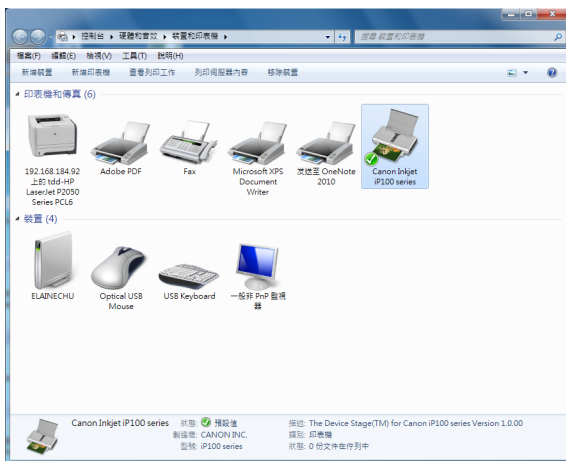 控制台 ▸ 硬體和音效 ▸ 裝置和印表機 ▸
搜尋 裝置和印表機
檔案(F) 編輯(E) 檢視(V) 工具(T) 說明(H)
新增裝置 新增印表機 查看列印工作 列印伺服器內容 移除裝置
印表機和傳真 (6)
192.168.184.92
上的 tdd-HP
LaserJet P2050
Series PCL6
Adobe PDF
Fax
Microsoft XPS
Document
Writer
发送至 OneNote
2010
Canon Inkjet
iP100 series
裝置 (4)
ELAINECHU
Optical USB
Mouse
USB Keyboard
一般非 PnP 監視
器
Canon Inkjet iP100 series 狀態: 預設值 描述: The Device Stage(TM) for Canon iP100 series Version 1.0.00
製造商: CANON INC. 類別: 印表機
型號: iP100 series 狀態: 0 份文件在佇列中